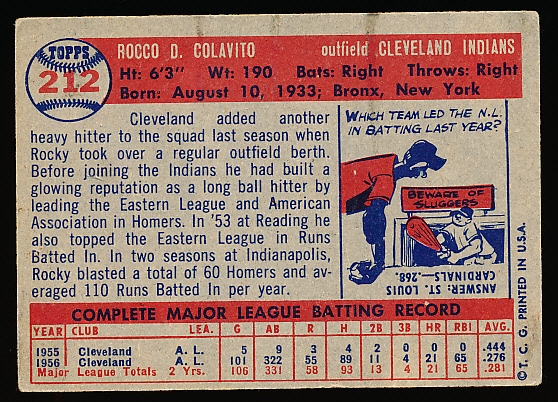 TOPPS
212
ROCCO D. COLAVITO outfield CLEVELAND INDIANS
Ht: 6'3" Wt: 190 Bats: Right Throws: Right
Born: August 10, 1933; Bronx, New York
Cleveland added another
heavy hitter to the squad last season when
Rocky took over a regular outfield berth.
Before joining the Indians he had built a
glowing reputation as a long ball hitter by
leading the Eastern League and American
Association in Homers. In '53 at Reading he
also topped the Eastern League in Runs
Batted In. In two seasons at Indianapolis,
Rocky blasted a total of 60 Homers and av-
eraged 110 Runs Batted In per year.
WHICH TEAM LED THE N.L.
IN BATTING LAST YEAR?
BEWARE OF
SLUGGERS
ANSWER: ST. LOUIS
CARDINALS—.268.
COMPLETE MAJOR LEAGUE BATTING RECORD
YEAR CLUB LEA. G AB R H 2B 3B HR RBI AVG.
1955 Cleveland A. L. 5 9 3 4 2 0 0 0 .444
1956 Cleveland A. L. 101 322 55 89 11 4 21 65 .276
Major League Totals 2 Yrs. 106 331 58 93 13 4 21 65 .281
© T. C. G. PRINTED IN U.S.A.